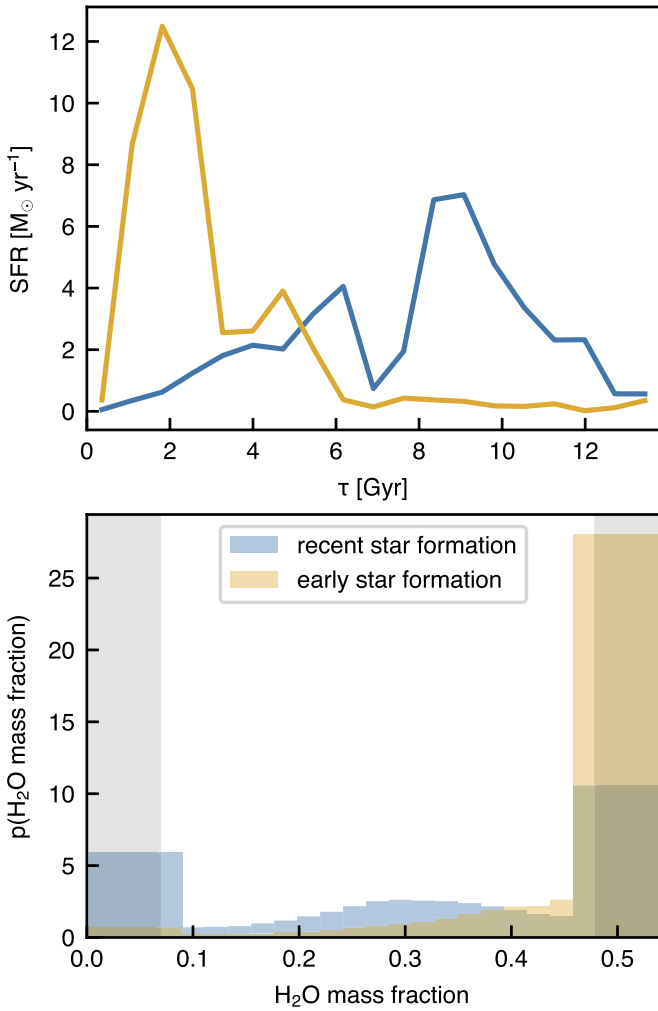 SFR [M⊙ yr⁻¹]
12
10
8
6
4
2
0
0 2 4 6 8 10 12
τ [Gyr]
recent star formation
early star formation
p(H₂O mass fraction)
25
20
15
10
5
0
0.0 0.1 0.2 0.3 0.4 0.5
H₂O mass fraction